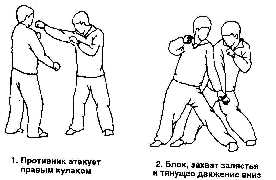 1. Противник атакует
правым кулаком
2. Блок, захват запястья
и тянущее движение вниз